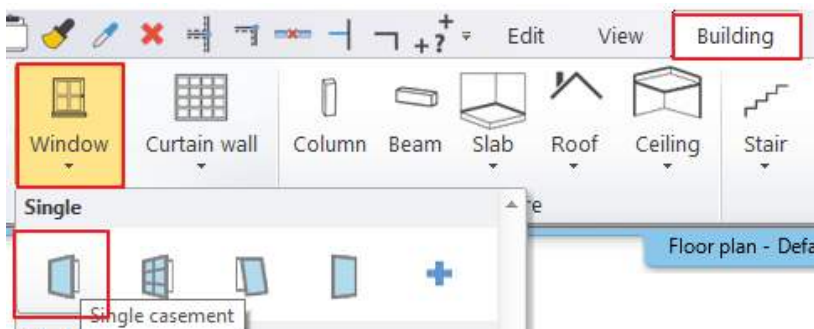 Edit View Building
Window Curtain wall Column Beam Slab Roof Ceiling Stair
Single
Floor plan - Defa
Single casement